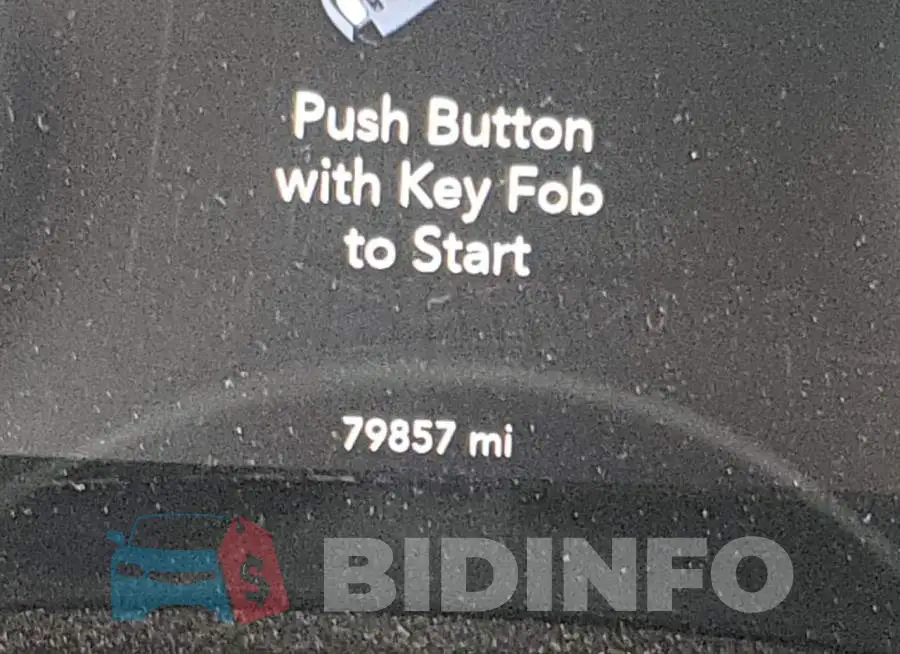 Push Button
with Key Fob
to Start
79857 mi
$ BIDINFO